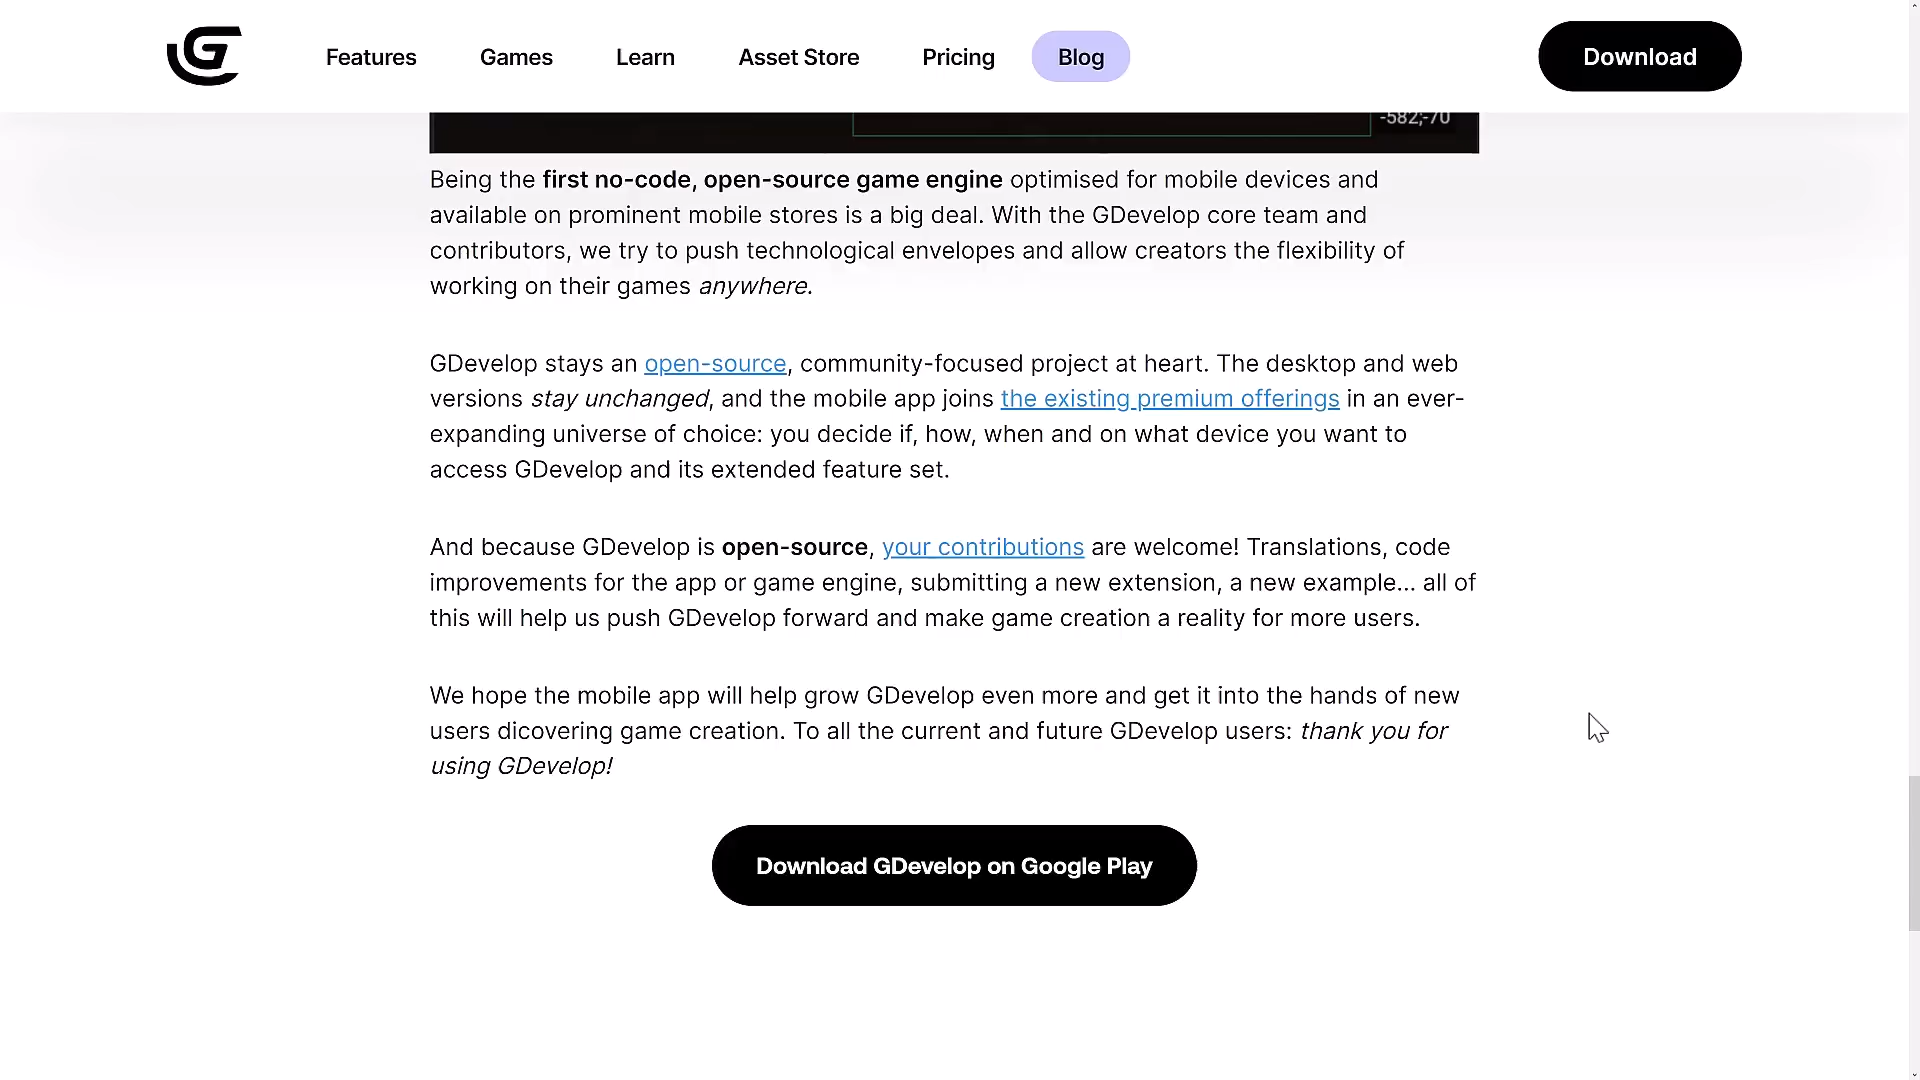 Features Games Learn Asset Store Pricing Blog Download
-582;-70
Being the first no-code, open-source game engine optimised for mobile devices and
available on prominent mobile stores is a big deal. With the GDevelop core team and
contributors, we try to push technological envelopes and allow creators the flexibility of
working on their games anywhere.
GDevelop stays an open-source, community-focused project at heart. The desktop and web
versions stay unchanged, and the mobile app joins the existing premium offerings in an ever-
expanding universe of choice: you decide if, how, when and on what device you want to
access GDevelop and its extended feature set.
And because GDevelop is open-source, your contributions are welcome! Translations, code
improvements for the app or game engine, submitting a new extension, a new example... all of
this will help us push GDevelop forward and make game creation a reality for more users.
We hope the mobile app will help grow GDevelop even more and get it into the hands of new
users dicovering game creation. To all the current and future GDevelop users: thank you for
using GDevelop!
Download GDevelop on Google Play